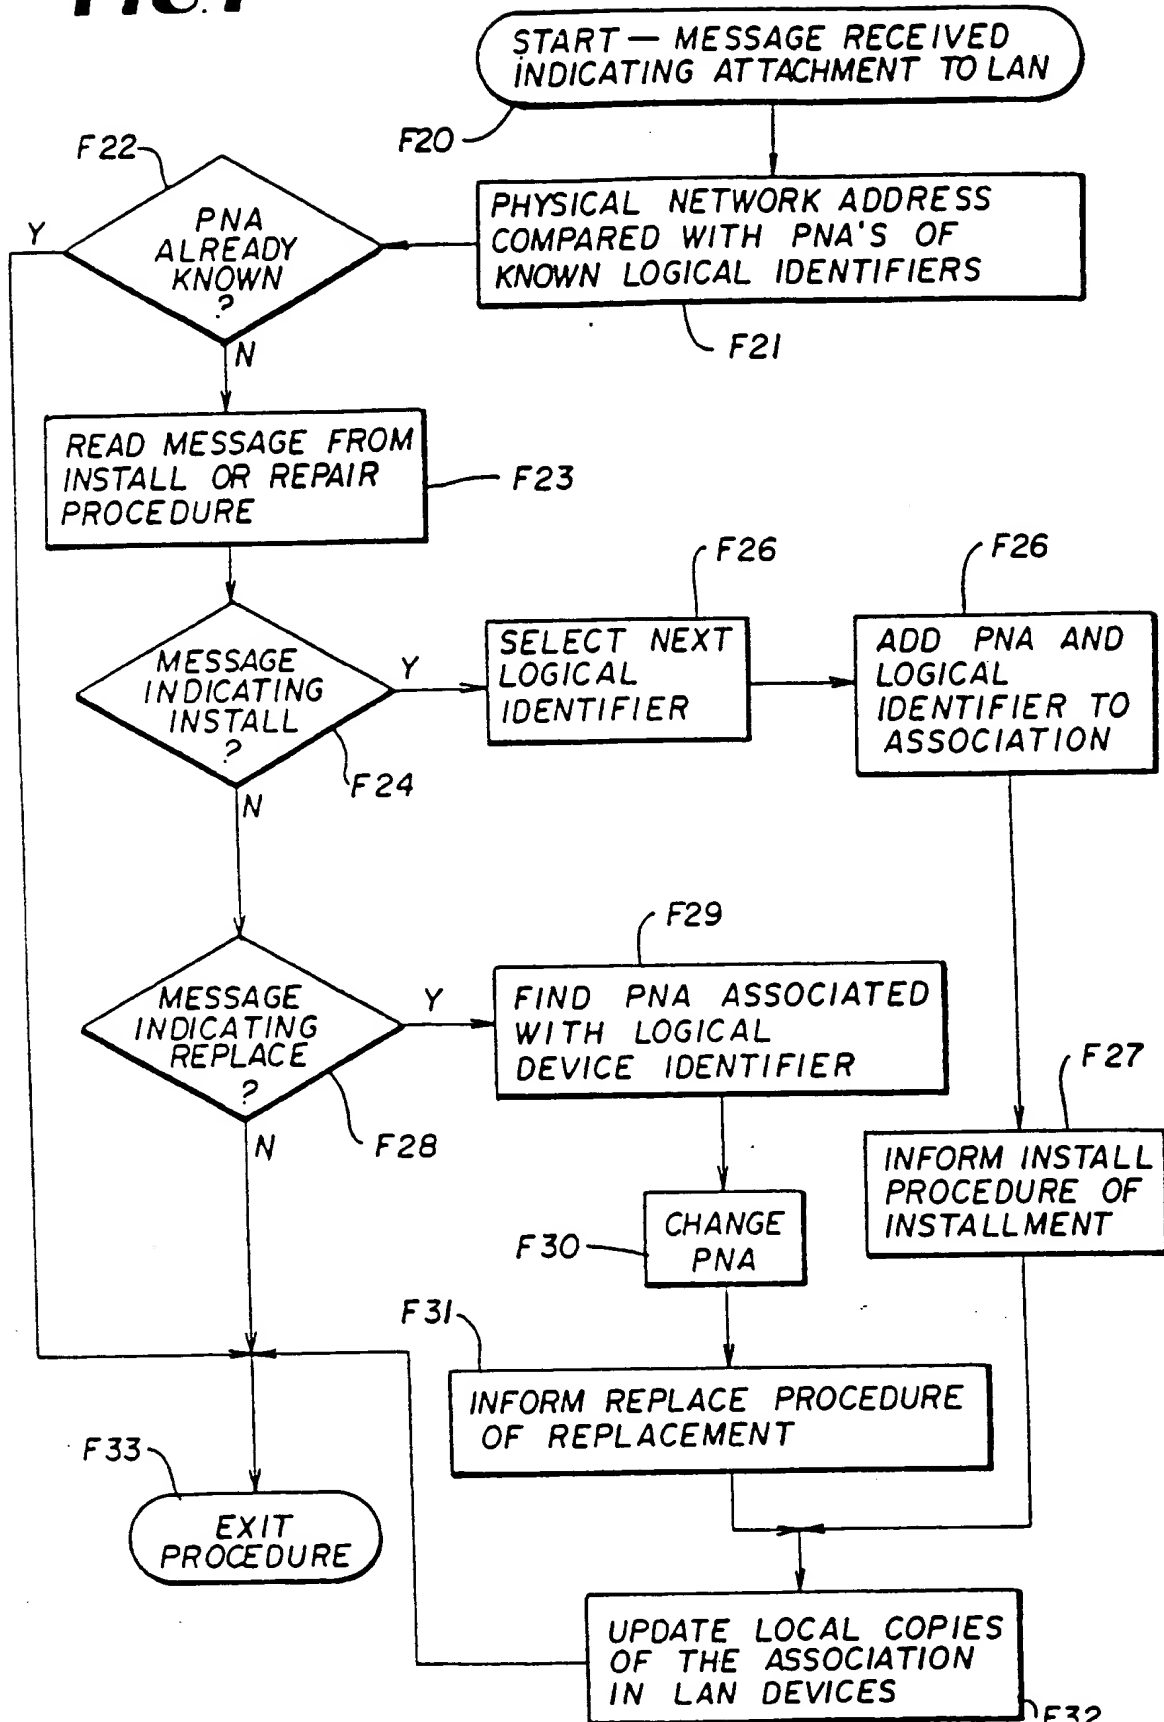 START — MESSAGE RECEIVED
INDICATING ATTACHMENT TO LAN
F20
PHYSICAL NETWORK ADDRESS
COMPARED WITH PNA'S OF
KNOWN LOGICAL IDENTIFIERS
F21
F22
PNA
ALREADY
KNOWN
?
Y
N
READ MESSAGE FROM
INSTALL OR REPAIR
PROCEDURE
F23
MESSAGE
INDICATING
INSTALL
?
F24
Y
N
F26
SELECT NEXT
LOGICAL
IDENTIFIER
F26
ADD PNA AND
LOGICAL
IDENTIFIER TO
ASSOCIATION
MESSAGE
INDICATING
REPLACE
?
F28
Y
N
F29
FIND PNA ASSOCIATED
WITH LOGICAL
DEVICE IDENTIFIER
F27
INFORM INSTALL
PROCEDURE OF
INSTALLMENT
F30
CHANGE
PNA
F31
INFORM REPLACE PROCEDURE
OF REPLACEMENT
F33
EXIT
PROCEDURE
UPDATE LOCAL COPIES
OF THE ASSOCIATION
IN LAN DEVICES
F32